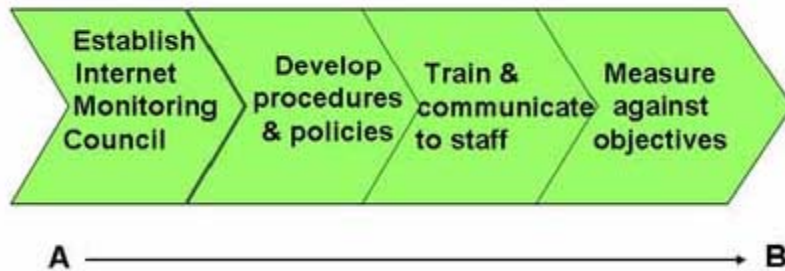 Establish
Internet
Monitoring
Council
Develop
procedures
& policies
Train &
communicate
to staff
Measure
against
objectives
A B